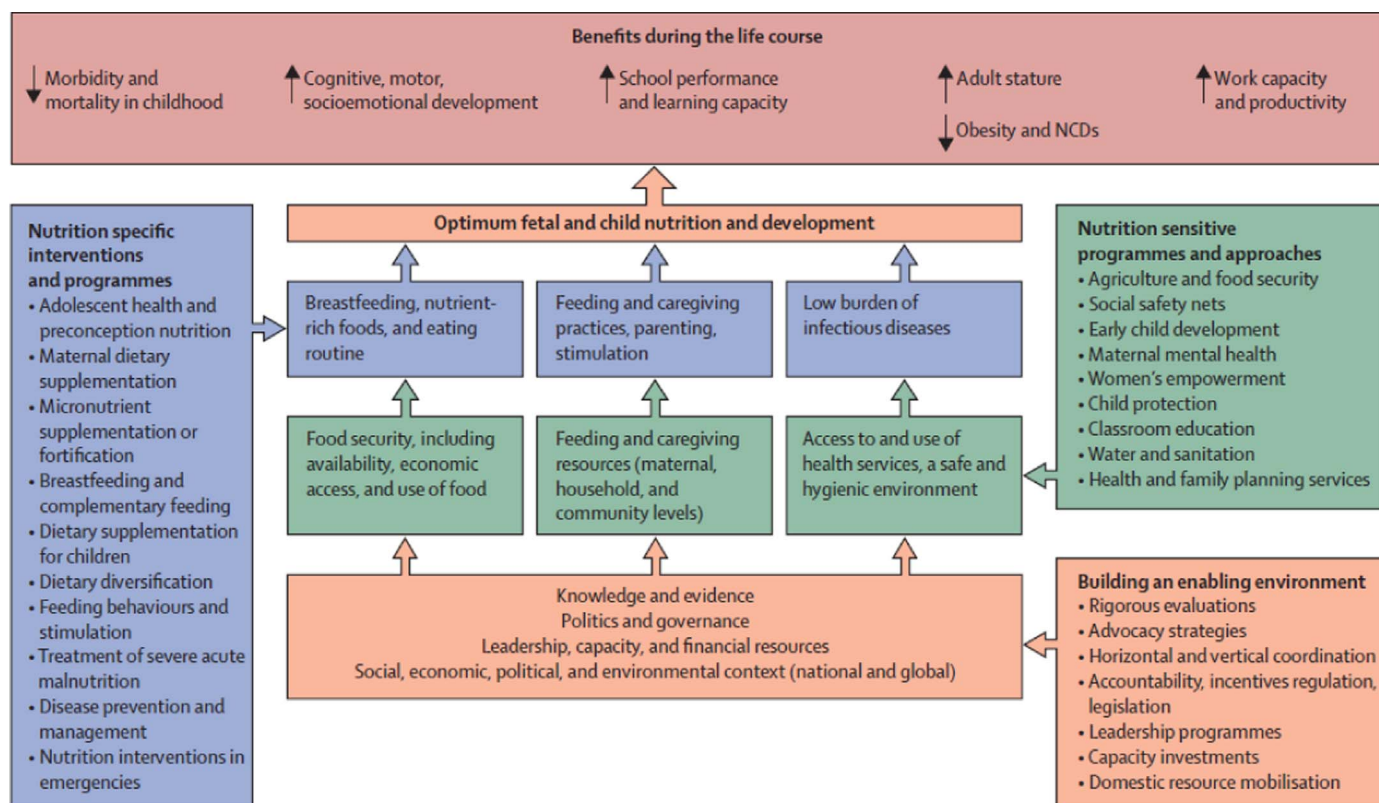 Benefits during the life course
Morbidity and
mortality in childhood
Cognitive, motor,
socioemotional development
School performance
and learning capacity
Adult stature
Obesity and NCDs
Work capacity
and productivity
Nutrition specific
interventions
and programmes
• Adolescent health and
preconception nutrition
• Maternal dietary
supplementation
• Micronutrient
supplementation or
fortification
• Breastfeeding and
complementary feeding
• Dietary supplementation
for children
• Dietary diversification
• Feeding behaviours and
stimulation
• Treatment of severe acute
malnutrition
• Disease prevention and
management
• Nutrition interventions in
emergencies
Optimum fetal and child nutrition and development
Breastfeeding, nutrient-
rich foods, and eating
routine
Feeding and caregiving
practices, parenting,
stimulation
Low burden of
infectious diseases
Food security, including
availability, economic
access, and use of food
Feeding and caregiving
resources (maternal,
household, and
community levels)
Access to and use of
health services, a safe and
hygienic environment
Knowledge and evidence
Politics and governance
Leadership, capacity, and financial resources
Social, economic, political, and environmental context (national and global)
Nutrition sensitive
programmes and approaches
• Agriculture and food security
• Social safety nets
• Early child development
• Maternal mental health
• Women's empowerment
• Child protection
• Classroom education
• Water and sanitation
• Health and family planning services
Building an enabling environment
• Rigorous evaluations
• Advocacy strategies
• Horizontal and vertical coordination
• Accountability, incentives regulation,
legislation
• Leadership programmes
• Capacity investments
• Domestic resource mobilisation